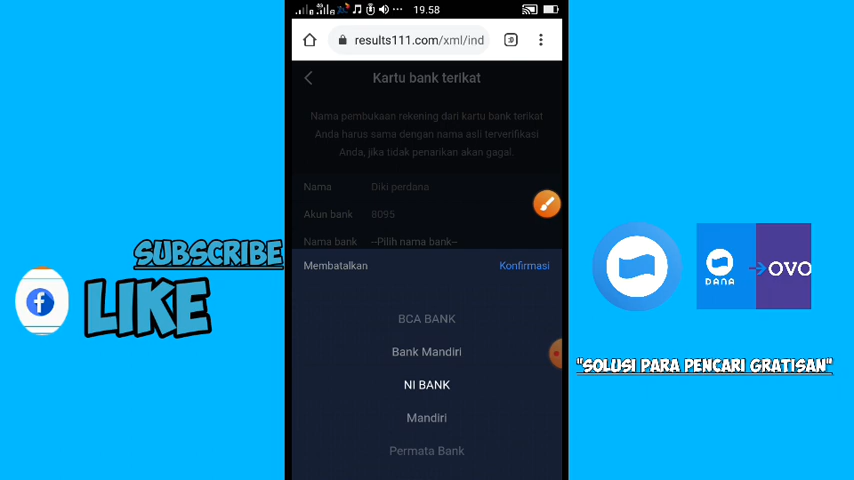 19.58
results111.com/xml/ind
Kartu bank terikat
Nama pembukaan rekening dari kartu bank terikat
Anda harus sama dengan nama asli terverifikasi
Anda, jika tidak penarikan akan gagal.
Nama Diki perdana
Akun bank 8095
Nama bank --Pilih nama bank--
Membatalkan Konfirmasi
BCA BANK
Bank Mandiri
NI BANK
Mandiri
Permata Bank
SUBSCRIBE
LIKE
DANA
OVO
"SOLUSI PARA PENCARI GRATISAN"